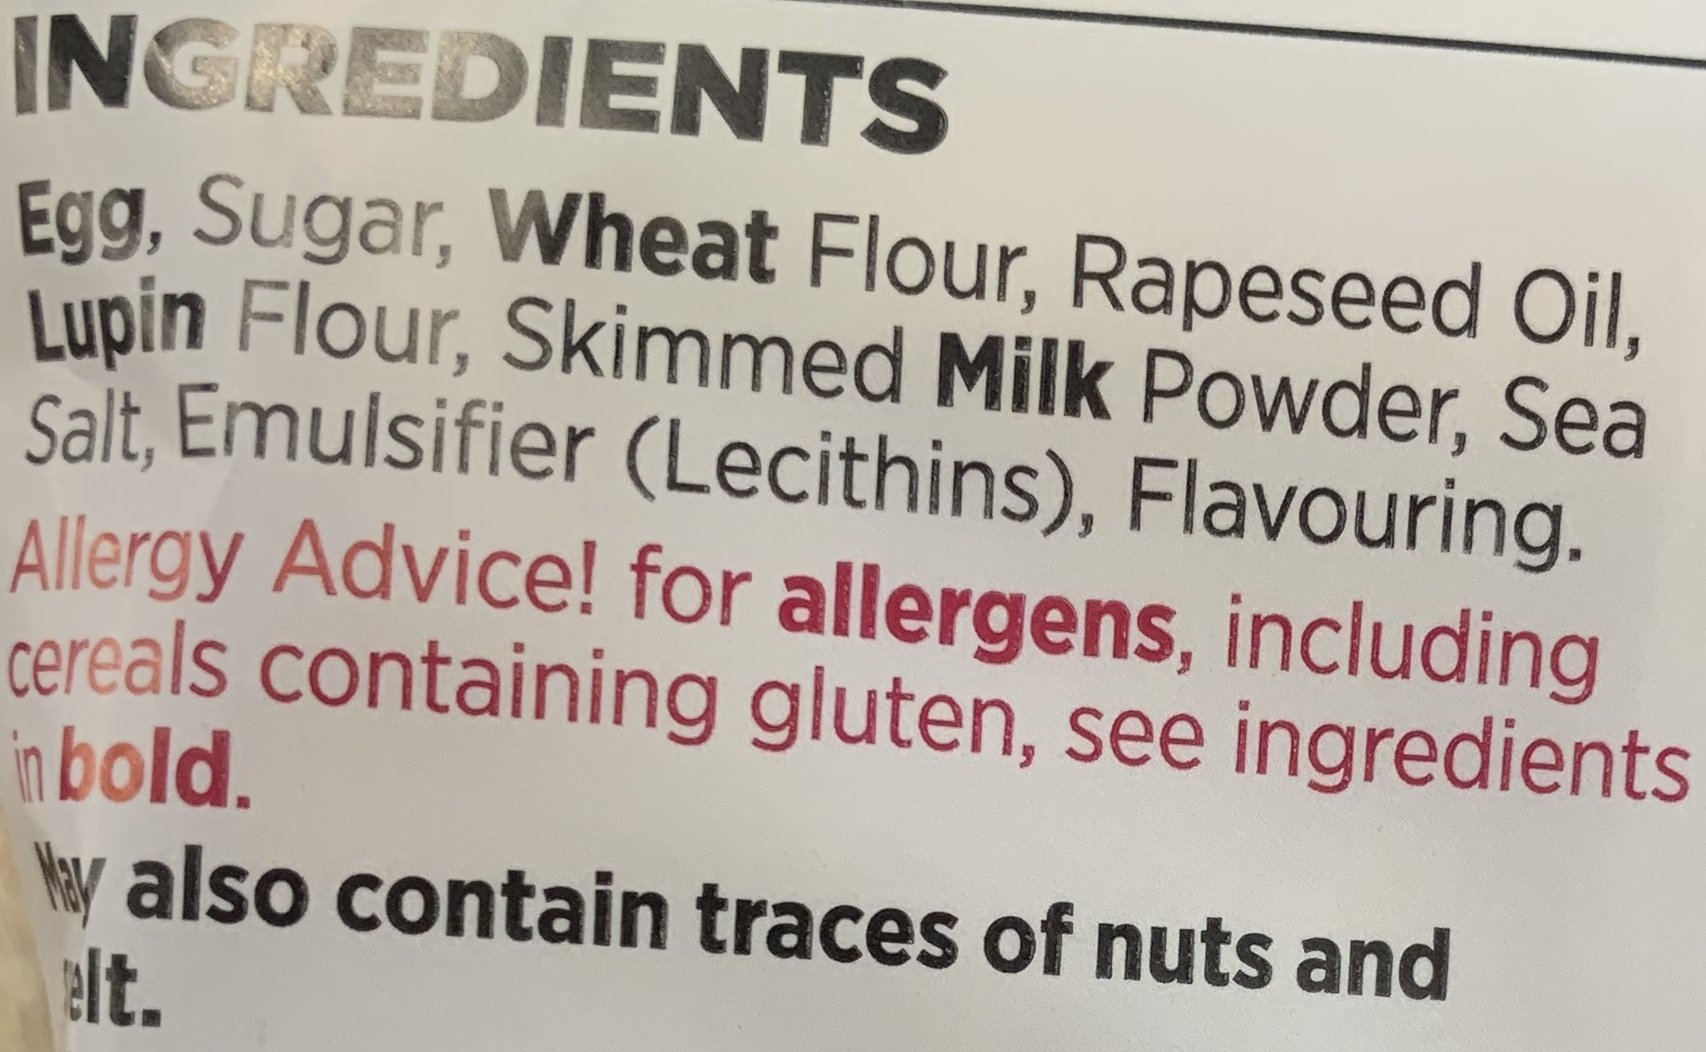 INGREDIENTS
Egg, Sugar, Wheat Flour, Rapeseed Oil,
Lupin Flour, Skimmed Milk Powder, Sea
Salt, Emulsifier (Lecithins), Flavouring.
Allergy Advice! for allergens, including
cereals containing gluten, see ingredients
in bold.
May also contain traces of nuts and